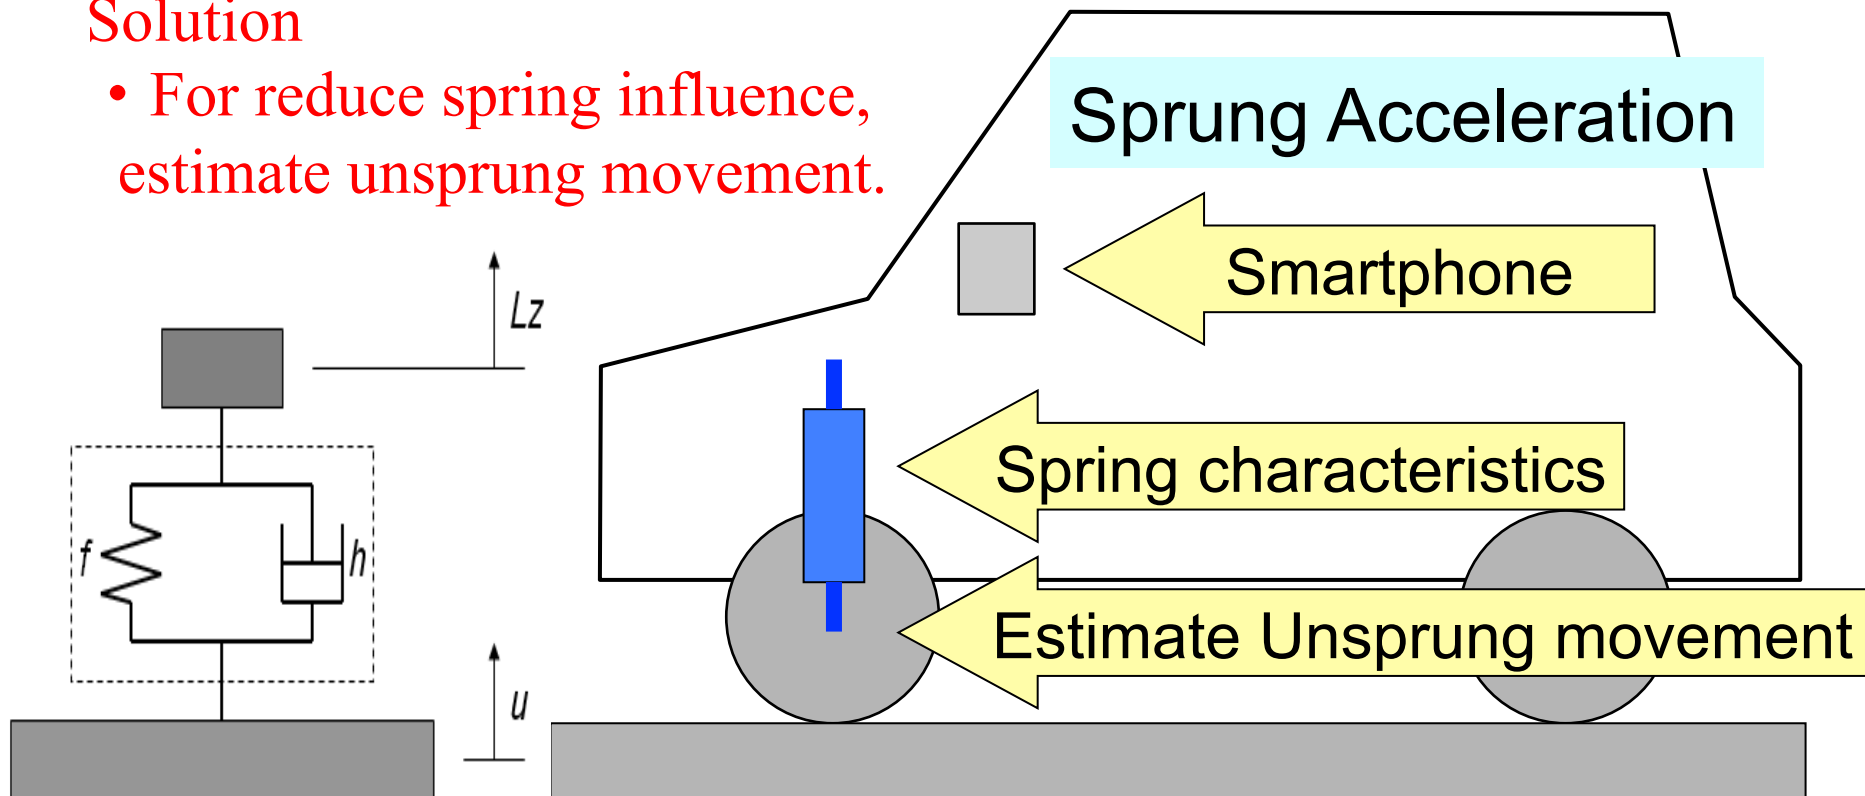 Solution
• For reduce spring influence,
estimate unsprung movement.
Sprung Acceleration
Smartphone
Lz
Spring characteristics
f
h
Estimate Unsprung movement
u